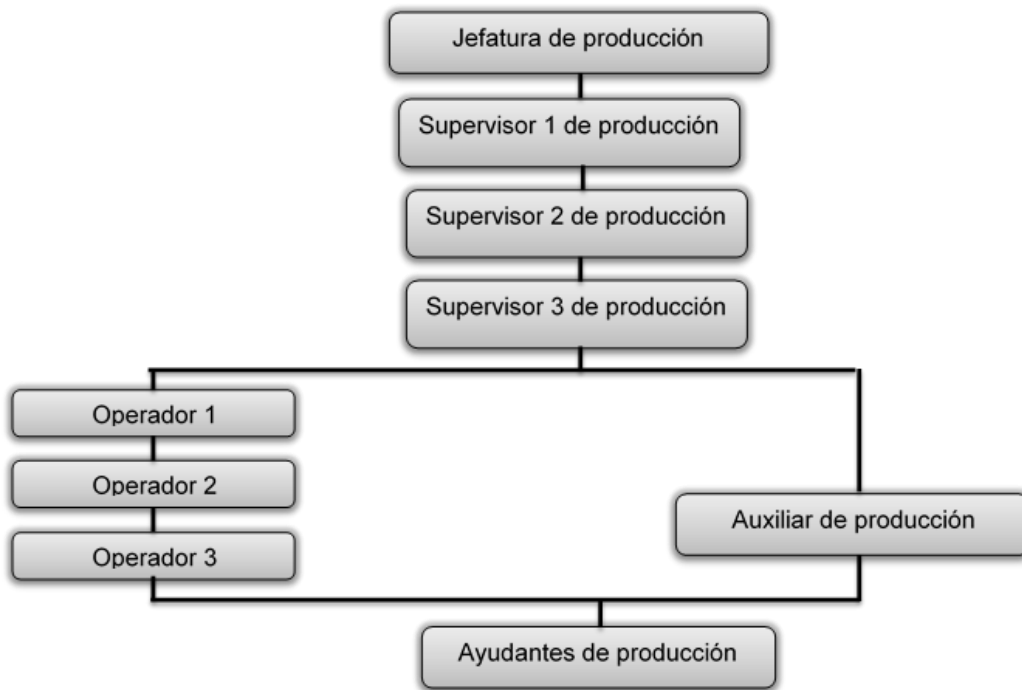 Jefatura de producción
Supervisor 1 de producción
Supervisor 2 de producción
Supervisor 3 de producción
Operador 1
Operador 2
Operador 3
Auxiliar de producción
Ayudantes de producción